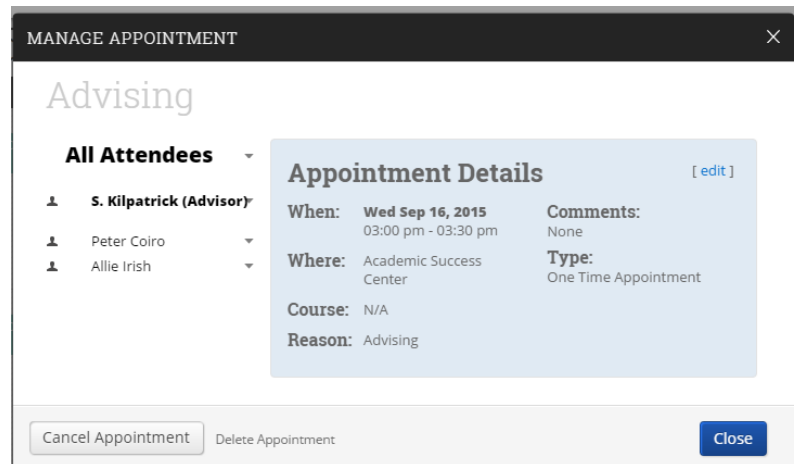 MANAGE APPOINTMENT
Advising
All Attendees
S. Kilpatrick (Advisor)
Peter Coiro
Allie Irish
Appointment Details
[ edit ]
When: Wed Sep 16, 2015
03:00 pm - 03:30 pm
Where: Academic Success
Center
Course: N/A
Reason: Advising
Comments:
None
Type:
One Time Appointment
Cancel Appointment
Delete Appointment
Close